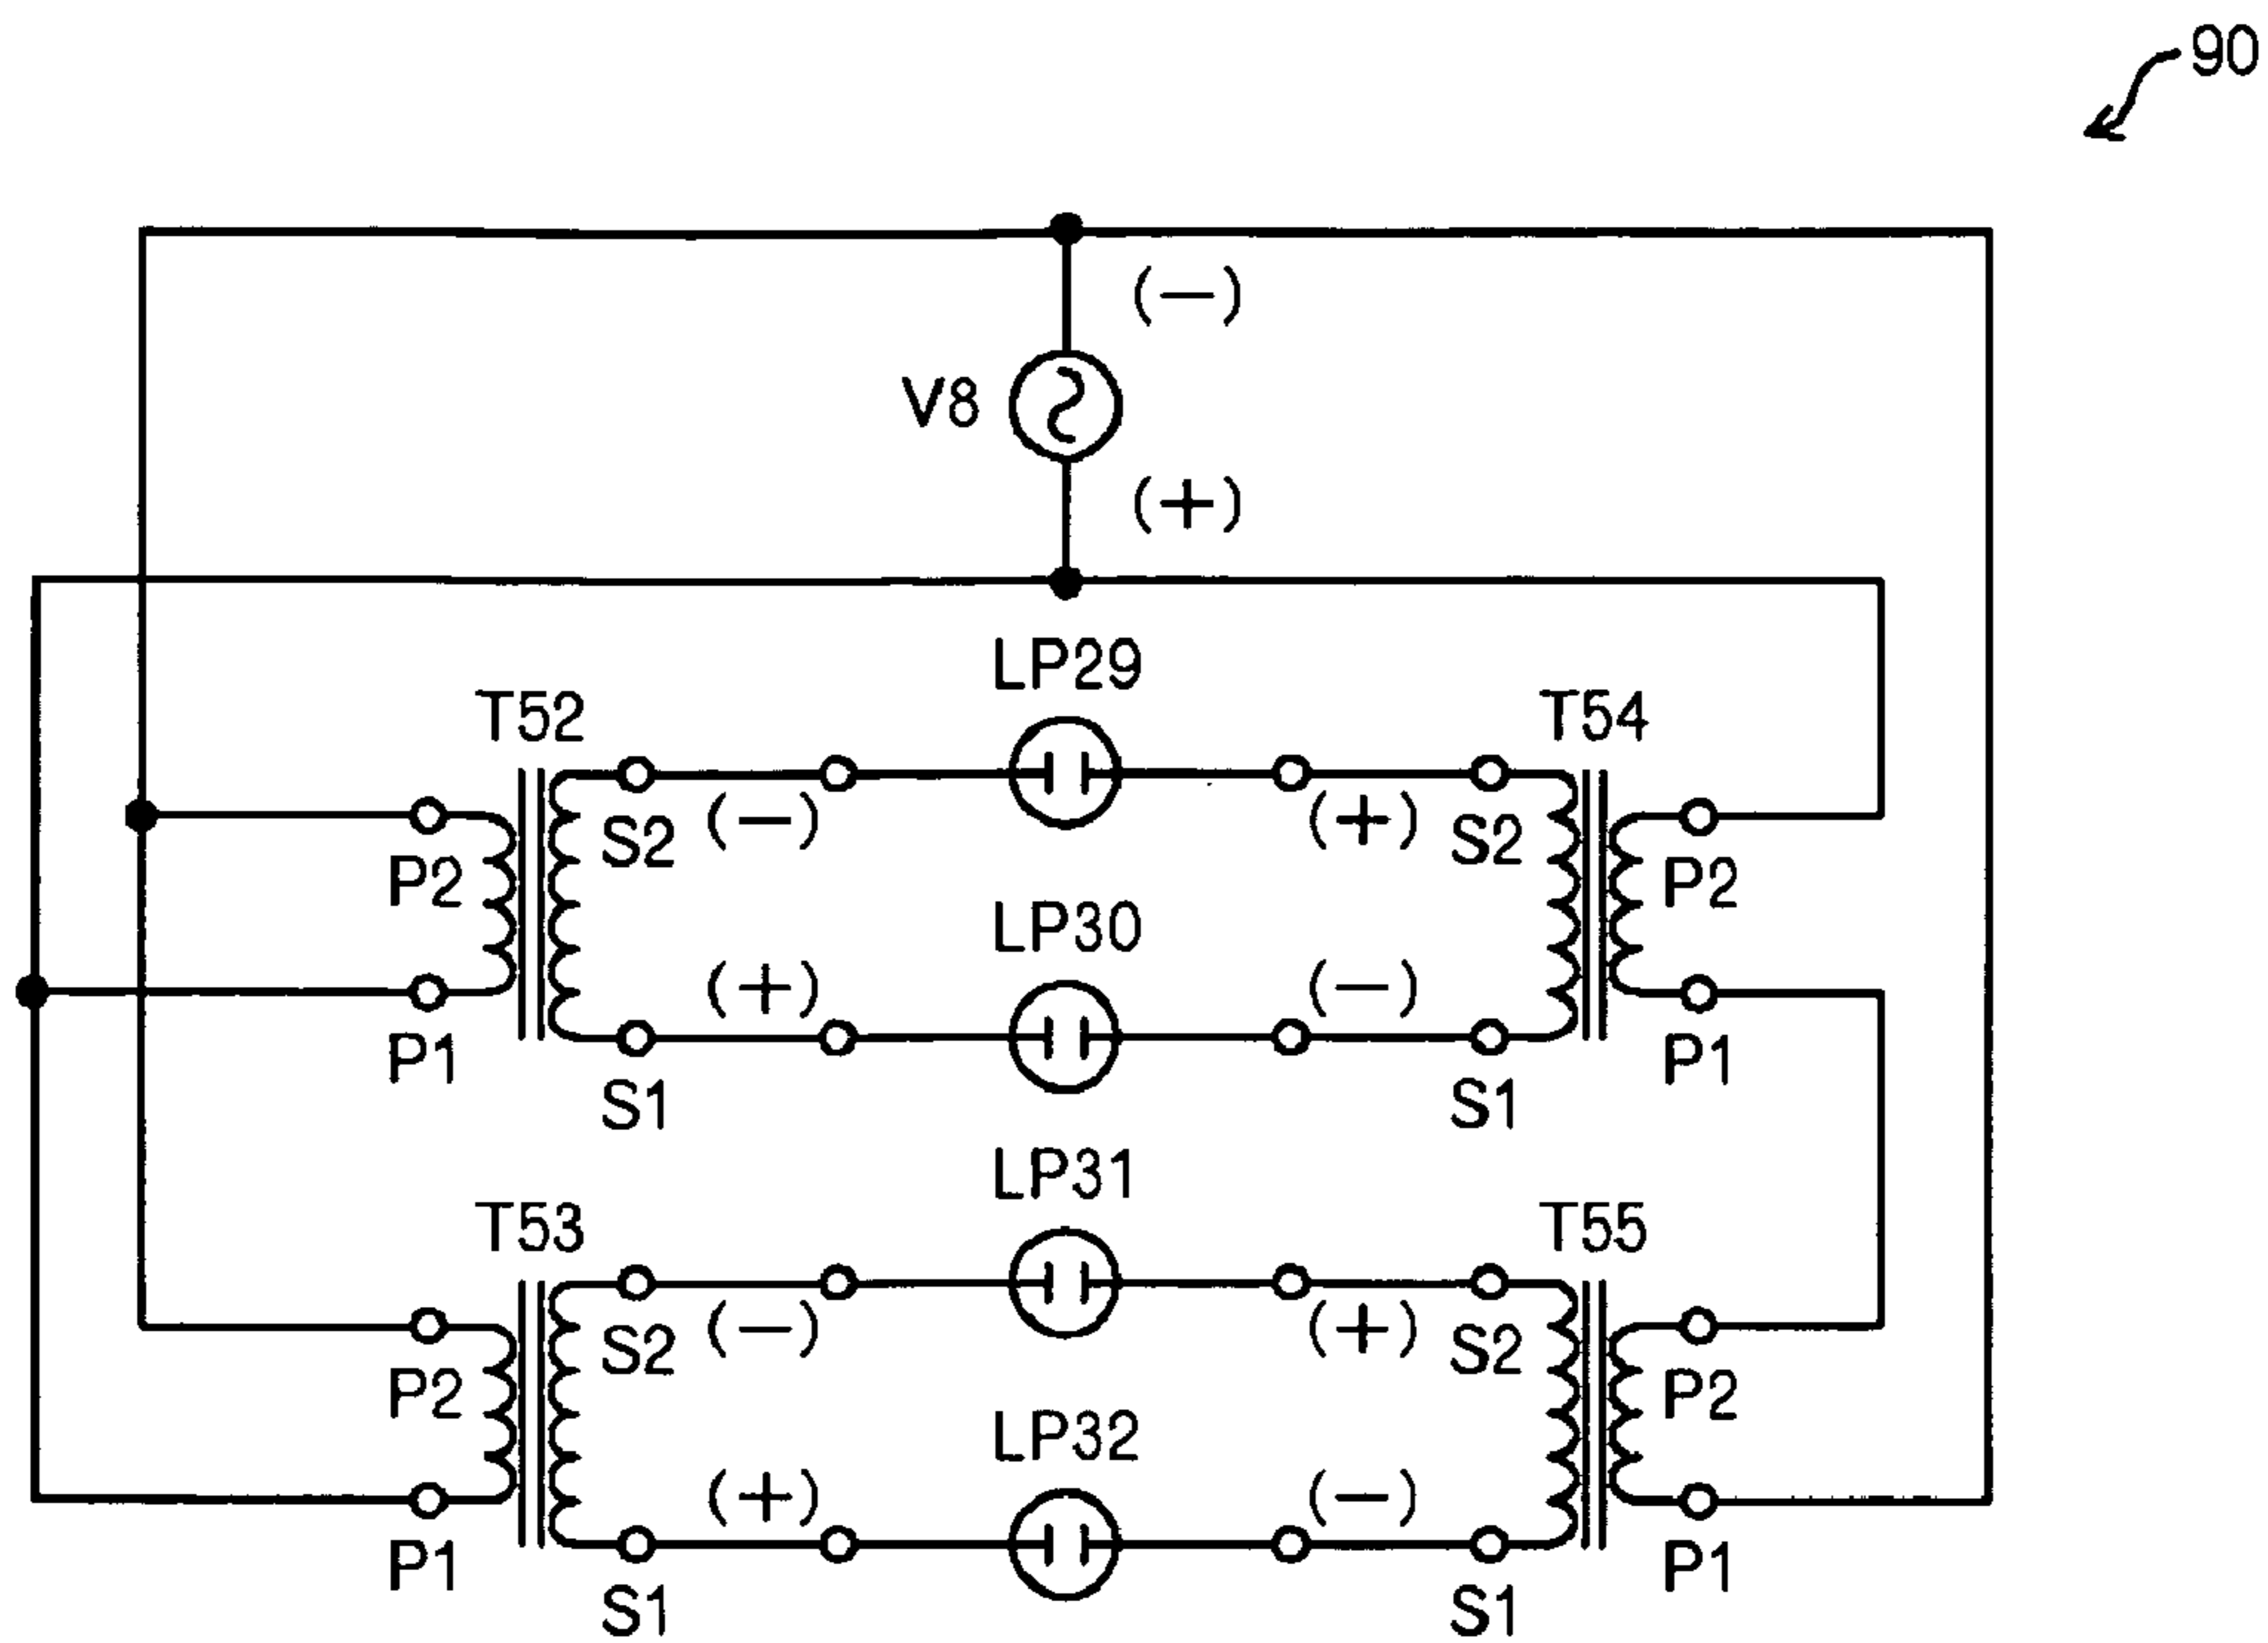 90
(−)
V8
(+)
LP29
T52 T54
S2 (−) (+) S2
P2 P2
LP30
(+) (−)
P1 P1
S1 S1
LP31
T53 T55
S2 (−) (+) S2
P2 P2
LP32
(+) (−)
P1 P1
S1 S1